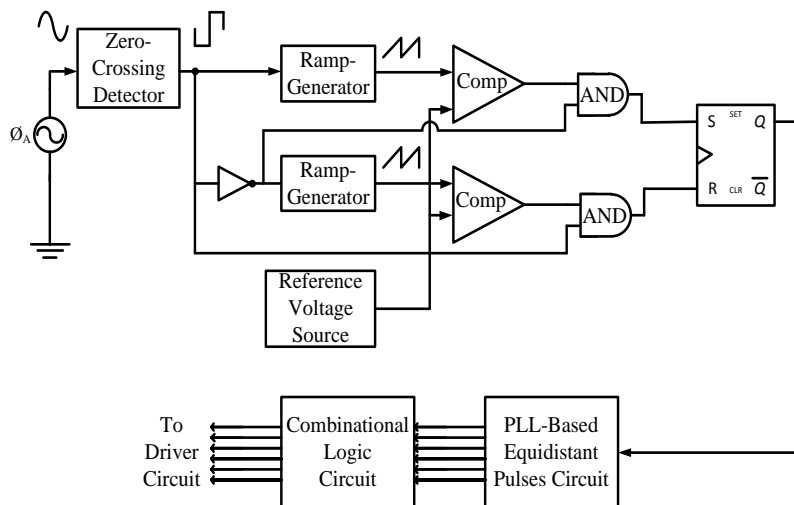 Zero-
Crossing
Detector
Ramp-
Generator
Comp
AND
S SET Q
R CLR Q
Ø_A
Ramp-
Generator
Comp
AND
Reference
Voltage
Source
To
Driver
Circuit
Combinational
Logic
Circuit
PLL-Based
Equidistant
Pulses Circuit